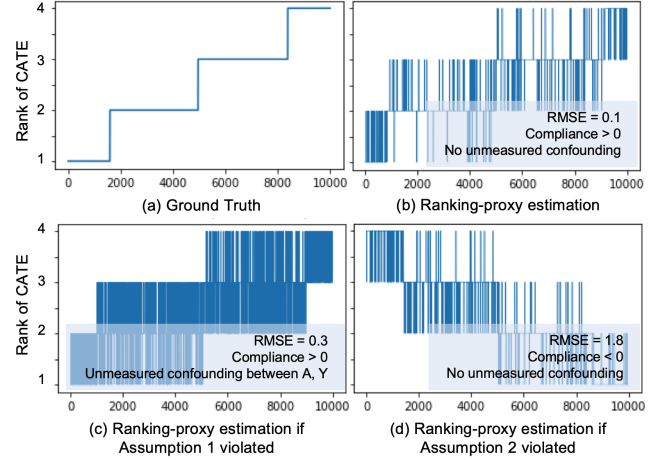 4
3
2
1
Rank of CATE
0
2000
4000
6000
8000
10000
(a) Ground Truth
RMSE = 0.1
Compliance > 0
No unmeasured confounding
0
2000
4000
6000
8000
10000
(b) Ranking-proxy estimation
4
3
2
1
Rank of CATE
RMSE = 0.3
Compliance > 0
Unmeasured confounding between A, Y
0
2000
4000
6000
8000
10000
(c) Ranking-proxy estimation if
Assumption 1 violated
RMSE = 1.8
Compliance < 0
No unmeasured confounding
0
2000
4000
6000
8000
10000
(d) Ranking-proxy estimation if
Assumption 2 violated